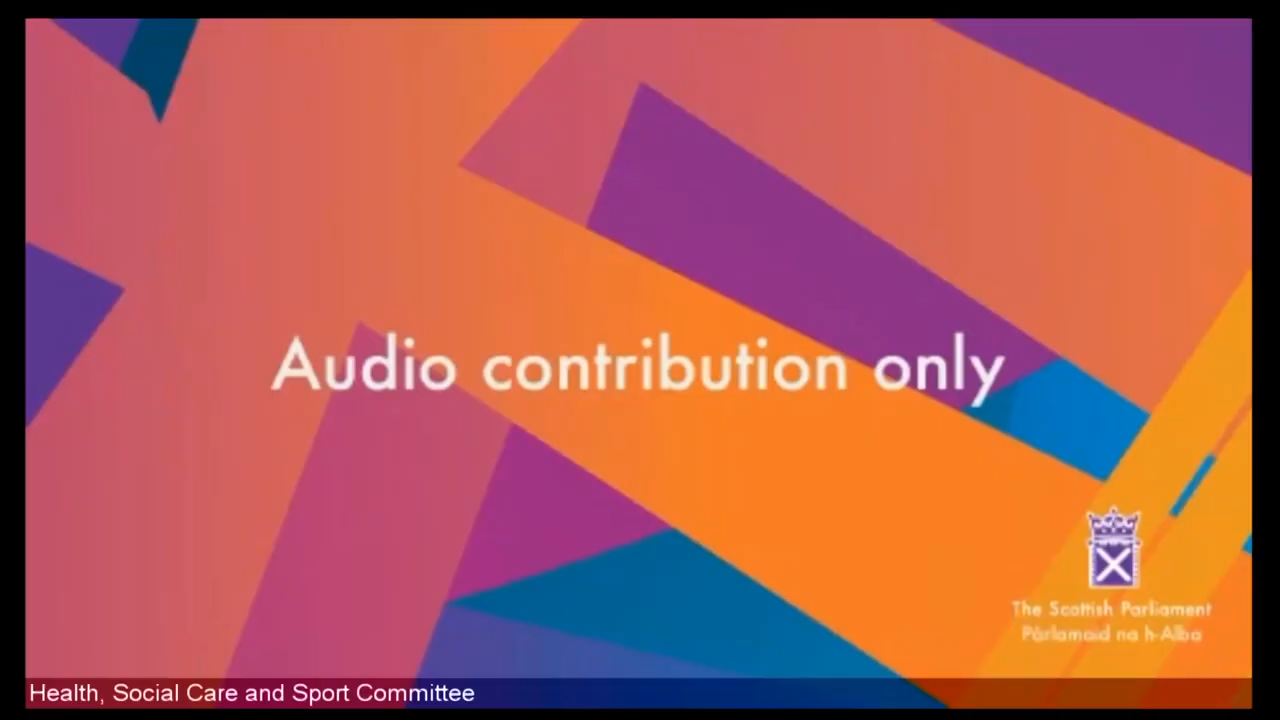 Audio contribution only
The Scottish Parliament
Pàrlamaid na h-Alba
Health, Social Care and Sport Committee